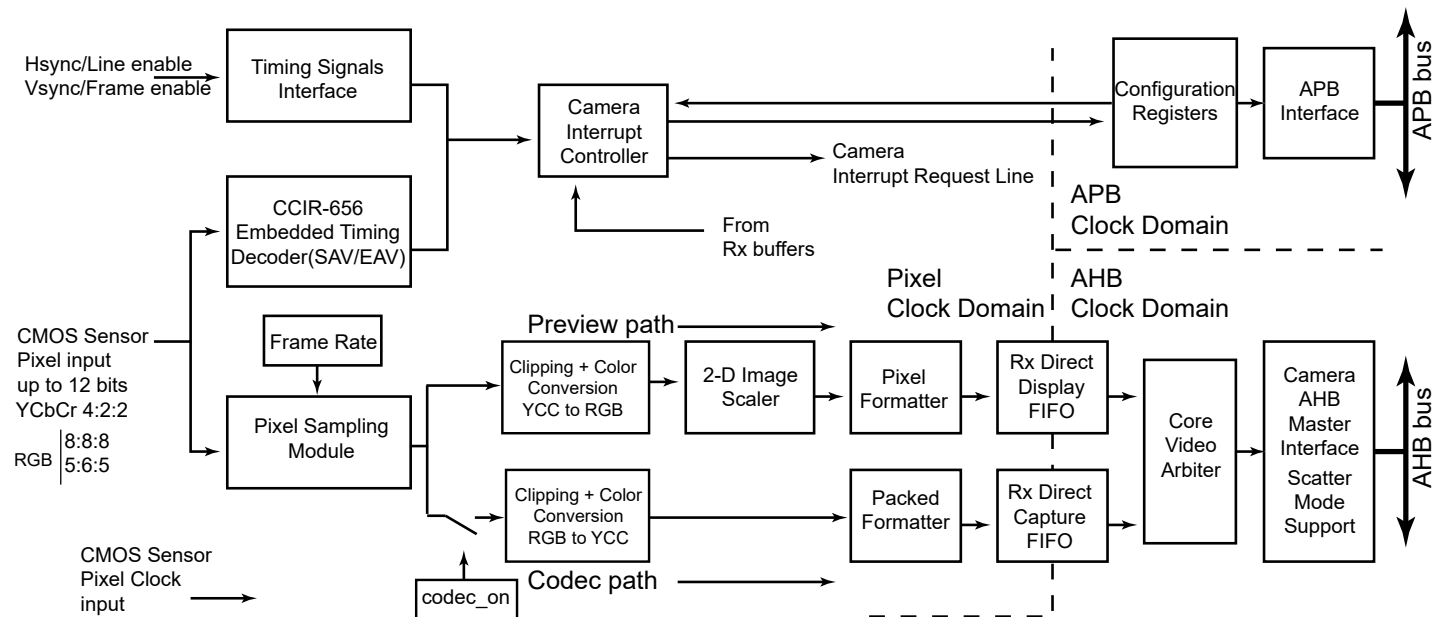 Hsync/Line enable
Vsync/Frame enable
Timing Signals
Interface
Camera
Interrupt
Controller
Configuration
Registers
APB
Interface
APB bus
Camera
Interrupt Request Line
CCIR-656
Embedded Timing
Decoder(SAV/EAV)
From
Rx buffers
APB
Clock Domain
Pixel
Clock Domain
AHB
Clock Domain
CMOS Sensor
Pixel input
up to 12 bits
YCbCr 4:2:2
RGB
8:8:8
5:6:5
Frame Rate
Pixel Sampling
Module
Preview path
Clipping + Color
Conversion
YCC to RGB
2-D Image
Scaler
Pixel
Formatter
Rx Direct
Display
FIFO
Core
Video
Arbiter
Camera
AHB
Master
Interface
Scatter
Mode
Support
AHB bus
Clipping + Color
Conversion
RGB to YCC
Packed
Formatter
Rx Direct
Capture
FIFO
Codec path
codec_on
CMOS Sensor
Pixel Clock
input